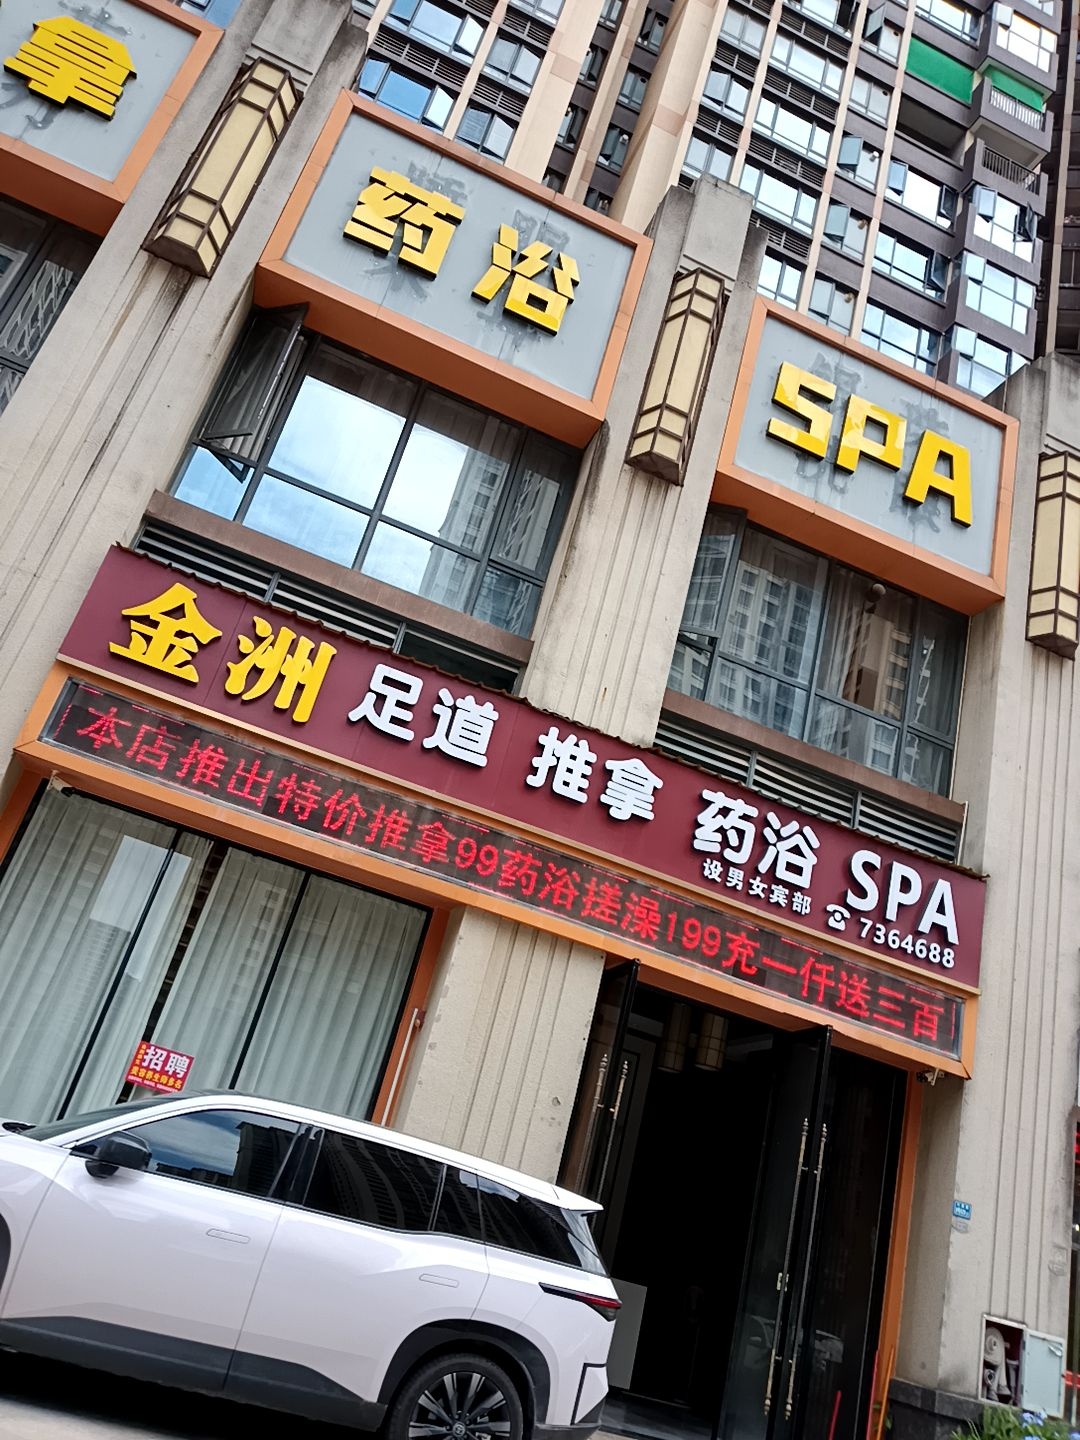 拿
药浴
SPA
金洲 足道 推拿 药浴 SPA
设男女宾部 ☎7364688
本店推出特价推拿99药浴搓澡199充一仟送三百
招聘